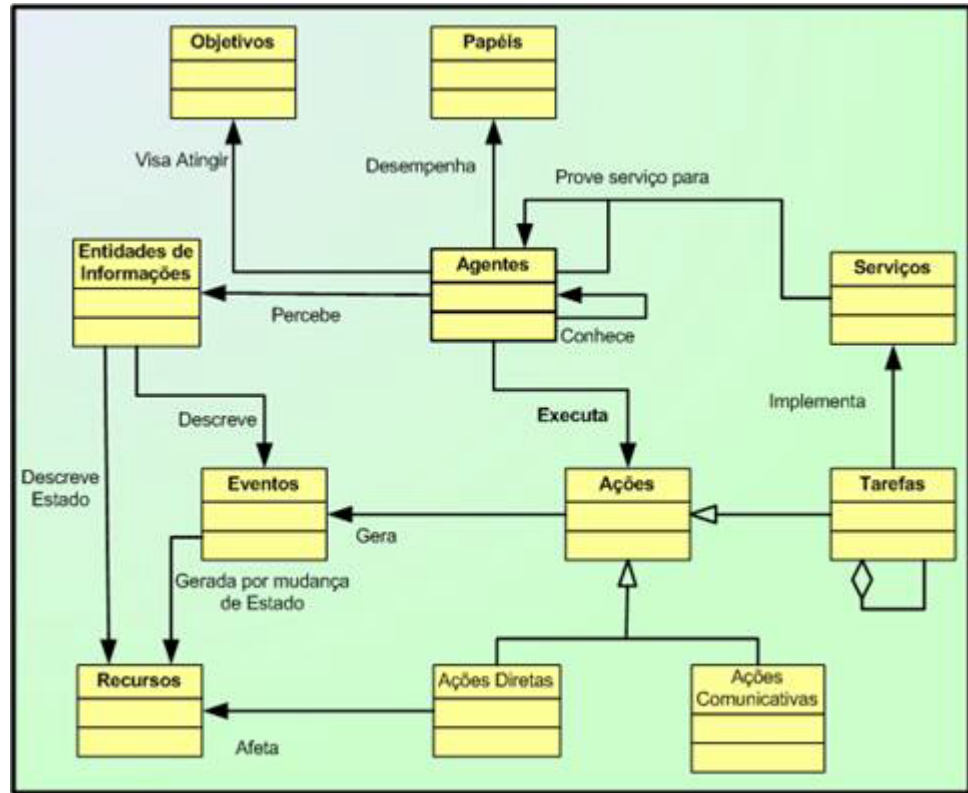 Objetivos
Papéis
Visa Atingir
Desempenha
Prove serviço para
Entidades de
Informações
Agentes
Serviços
Percebe
Conhece
Descreve
Executa
Implementa
Descreve
Estado
Eventos
Ações
Tarefas
Gera
Gerada por mudança
de Estado
Recursos
Ações Diretas
Ações
Comunicativas
Afeta